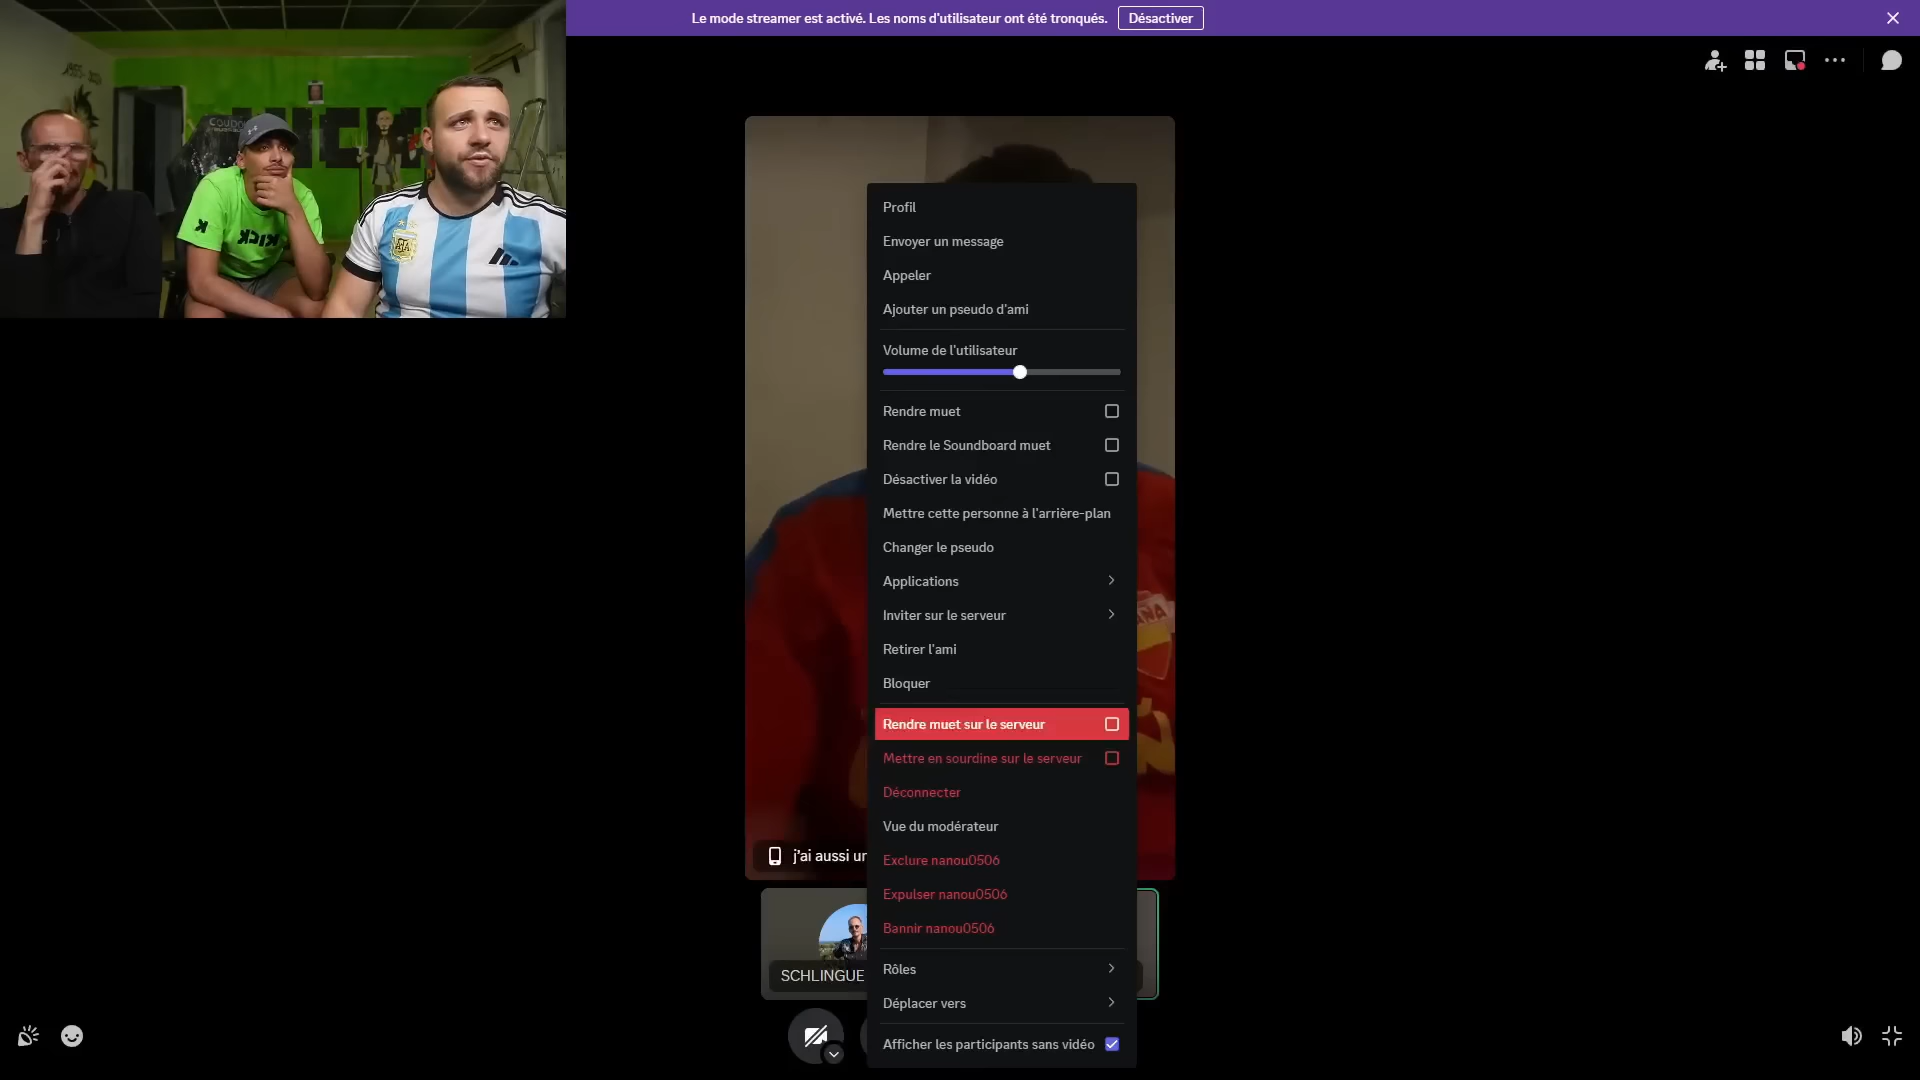 Le mode streamer est activé. Les noms d'utilisateur ont été tronqués.
Désactiver
KICK
Profil
Envoyer un message
Appeler
Ajouter un pseudo d'ami
Volume de l'utilisateur
Rendre muet
Rendre le Soundboard muet
Désactiver la vidéo
Mettre cette personne à l'arrière-plan
Changer le pseudo
Applications
Inviter sur le serveur
Retirer l'ami
Bloquer
Rendre muet sur le serveur
Mettre en sourdine sur le serveur
Déconnecter
Vue du modérateur
j'ai aussi
Exclure nanou0506
Expulser nanou0506
Bannir nanou0506
SCHLINGUE
Rôles
Déplacer vers
Afficher les participants sans vidéo